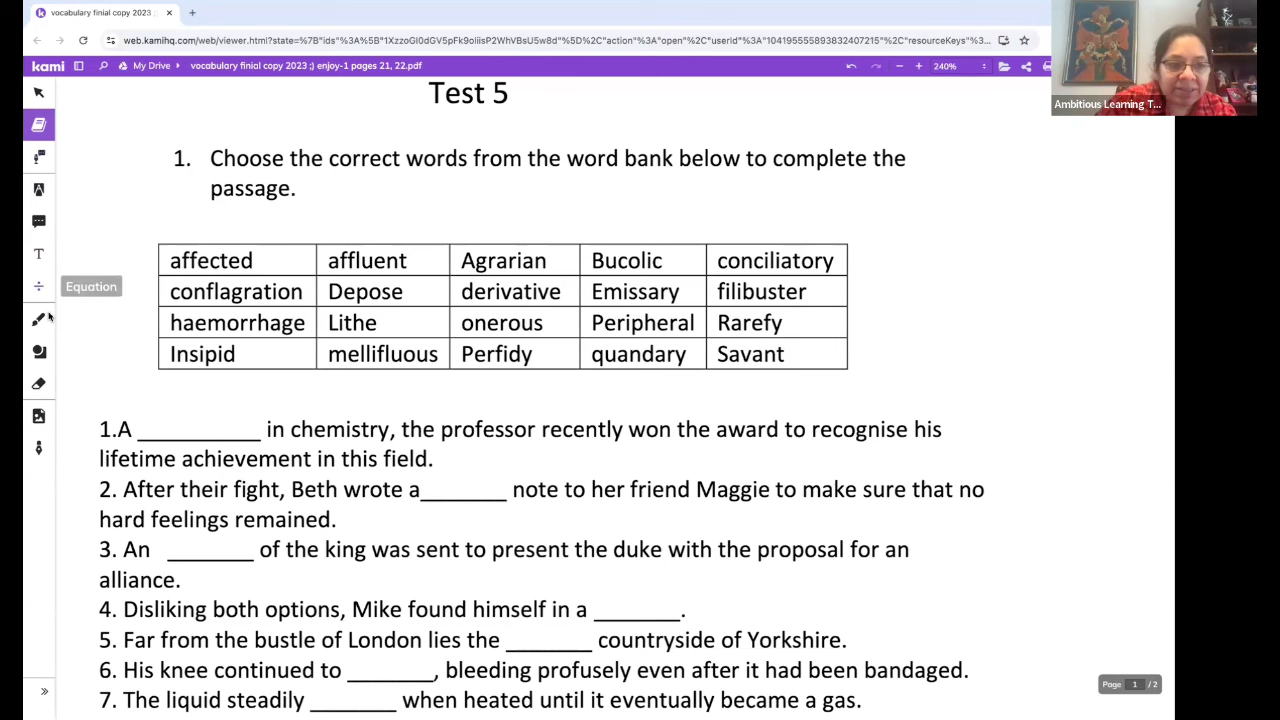 vocabulary finial copy 2023 ;)
web.kamihq.com/web/viewer.html?state=%7B"ids"%3A%5B"1XzzoGl0dGV5pFk9oliisP2WhVBsU5w8d"%5D%2C"action"%3A"open"%2C"userId"%3A"104195555893832407215"%2C"resourceKeys"%3...
kami My Drive vocabulary finial copy 2023 ;) enjoy-1 pages 21, 22.pdf 240%
Ambitious Learning T...
Test 5
1. Choose the correct words from the word bank below to complete the
passage.
affected affluent Agrarian Bucolic conciliatory
conflagration Depose derivative Emissary filibuster
haemorrhage Lithe onerous Peripheral Rarefy
Insipid mellifluous Perfidy quandary Savant
Equation
1.A ___________ in chemistry, the professor recently won the award to recognise his
lifetime achievement in this field.
2. After their fight, Beth wrote a_______ note to her friend Maggie to make sure that no
hard feelings remained.
3. An _______ of the king was sent to present the duke with the proposal for an
alliance.
4. Disliking both options, Mike found himself in a _______.
5. Far from the bustle of London lies the _______ countryside of Yorkshire.
6. His knee continued to _______, bleeding profusely even after it had been bandaged.
7. The liquid steadily _______ when heated until it eventually became a gas.
Page 1 / 2